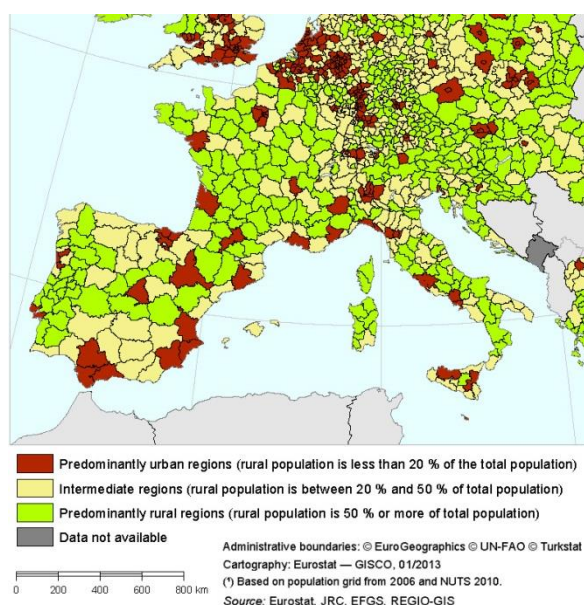 Predominantly urban regions (rural population is less than 20 % of the total population)
Intermediate regions (rural population is between 20 % and 50 % of total population)
Predominantly rural regions (rural population is 50 % or more of total population)
Data not available
Administrative boundaries: © EuroGeographics © UN-FAO © Turkstat
Cartography: Eurostat — GISCO, 01/2013
(¹) Based on population grid from 2006 and NUTS 2010.
Source: Eurostat, JRC, EFGS, REGIO-GIS
0 200 400 600 800 km